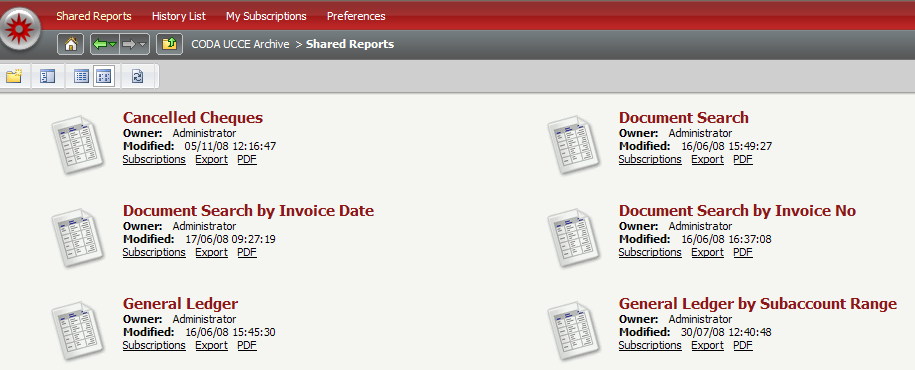 Shared Reports History List My Subscriptions Preferences
CODA UCCE Archive > Shared Reports
Cancelled Cheques
Owner: Administrator
Modified: 05/11/08 12:16:47
Subscriptions Export PDF
Document Search
Owner: Administrator
Modified: 16/06/08 15:49:27
Subscriptions Export PDF
Document Search by Invoice Date
Owner: Administrator
Modified: 17/06/08 09:27:19
Subscriptions Export PDF
Document Search by Invoice No
Owner: Administrator
Modified: 16/06/08 16:37:08
Subscriptions Export PDF
General Ledger
Owner: Administrator
Modified: 16/06/08 15:45:30
Subscriptions Export PDF
General Ledger by Subaccount Range
Owner: Administrator
Modified: 30/07/08 12:40:48
Subscriptions Export PDF